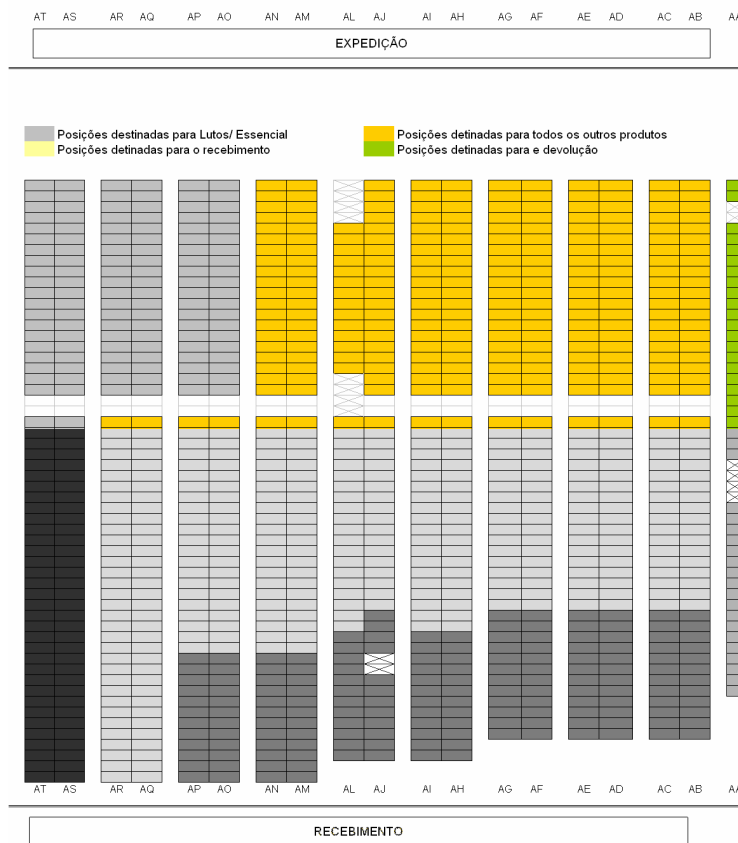 AT AS AR AQ AP AO AN AM AL AJ AI AH AG AF AE AD AC AB
EXPEDIÇÃO
Posições destinadas para Lutos/ Essencial
Posições detinadas para o recebimento
Posições detinadas para todos os outros produtos
Posições detinadas para e devolução
AT AS AR AQ AP AO AN AM AL AJ AI AH AG AF AE AD AC AB
RECEBIMENTO